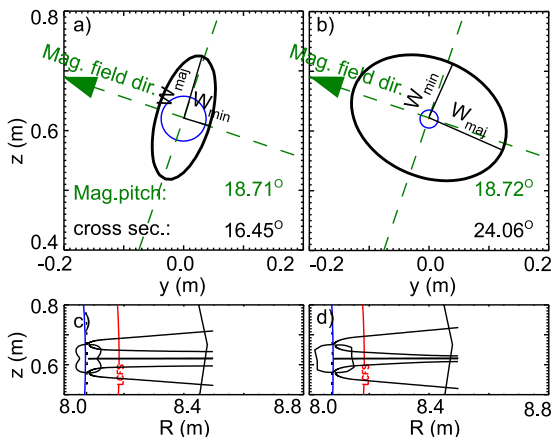 a)
b)
0.8
Mag. field dir.
Mag. field dir.
W maj
W min
W min
W maj
z (m)
0.6
Mag.pitch:
18.71°
18.72°
cross sec.:
16.45°
24.06°
0.4
-0.2
0.0
0.2
-0.2
0.0
0.2
y (m)
y (m)
0.8
c)
d)
z (m)
0.6
LCFS
LCFS
8.0
8.4
8.0
8.4
8.8
R (m)
R (m)